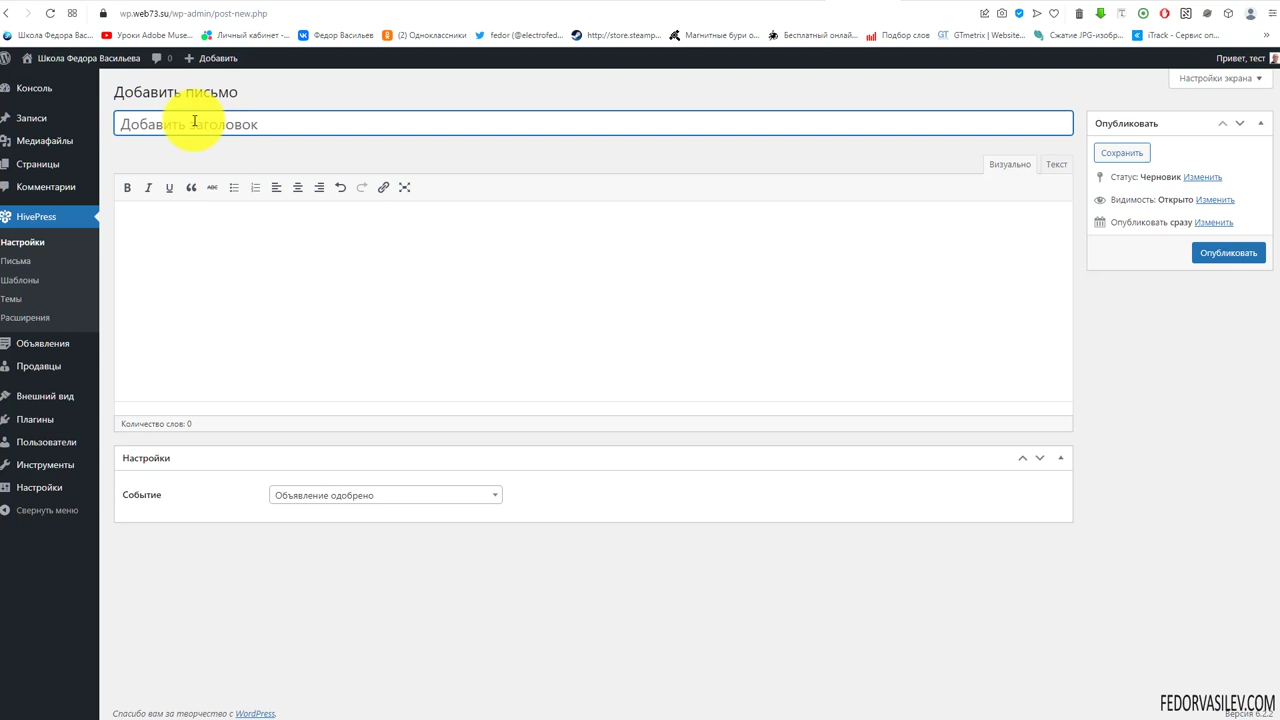 wp.web73.su/wp-admin/post-new.php
Школа Федора Вас...
Уроки Adobe Muse...
Личный кабинет -...
Федор Васильев
(2) Одноклассники
fedor (@electrofed...
http://store.steamp...
Магнитные бури о...
Бесплатный онлай...
Подбор слов
GTmetrix | Website...
Сжатие JPG-изобр...
iTrack - Сервис оп...
Школа Федора Васильева
0
Добавить
Привет, тест
Консоль
Записи
Медиафайлы
Страницы
Комментарии
HivePress
Настройки
Письма
Шаблоны
Темы
Расширения
Объявления
Продавцы
Внешний вид
Плагины
Пользователи
Инструменты
Настройки
Свернуть меню
Настройки экрана
Добавить письмо
Добавить заголовок
Визуально
Текст
Количество слов: 0
Настройки
Событие
Объявление одобрено
Опубликовать
Сохранить
Статус: Черновик Изменить
Видимость: Открыто Изменить
Опубликовать сразу Изменить
Опубликовать
Спасибо вам за творчество с WordPress.
FEDORVASILEV.COM
Версия 6.2.2